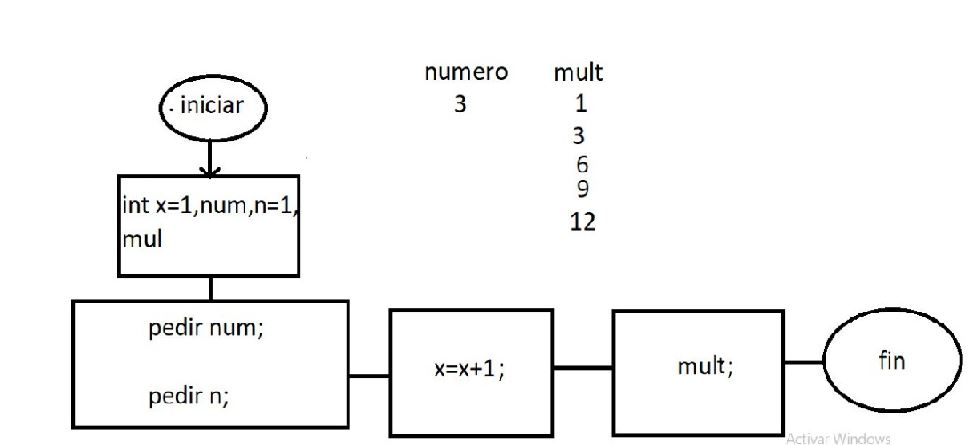 numero mult
3 1
3
6
9
12
. iniciar
int x=1,num,n=1,
mul
pedir num;
pedir n;
x=x+1;
mult;
fin
Activar Windows